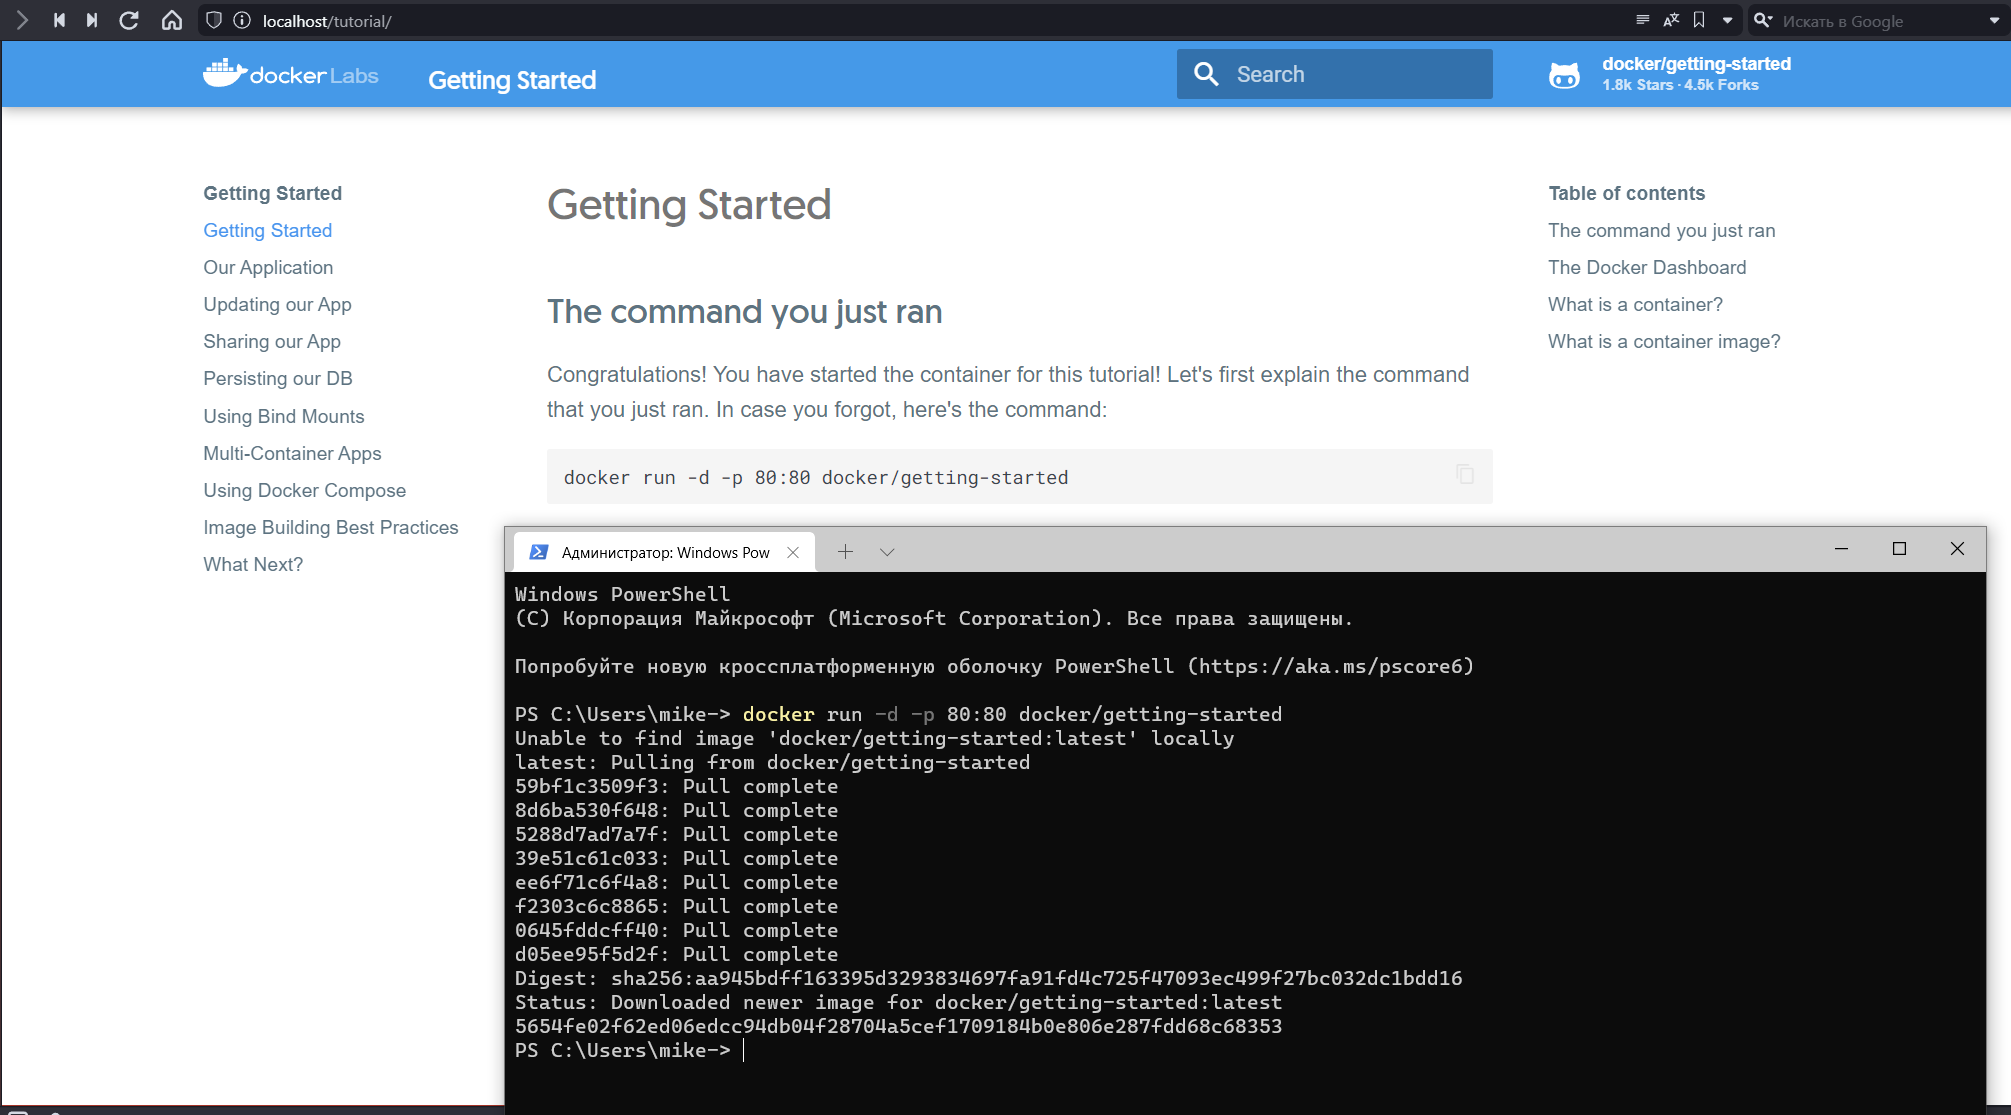 localhost/tutorial/
Искать в Google
docker Labs
Getting Started
Search
docker/getting-started
1.8k Stars · 4.5k Forks
Getting Started
Getting Started
Our Application
Updating our App
Sharing our App
Persisting our DB
Using Bind Mounts
Multi-Container Apps
Using Docker Compose
Image Building Best Practices
What Next?
Getting Started
The command you just ran
Congratulations! You have started the container for this tutorial! Let's first explain the command
that you just ran. In case you forgot, here's the command:
docker run -d -p 80:80 docker/getting-started
Table of contents
The command you just ran
The Docker Dashboard
What is a container?
What is a container image?
Администратор: Windows Pow
Windows PowerShell
(C) Корпорация Майкрософт (Microsoft Corporation). Все права защищены.
Попробуйте новую кроссплатформенную оболочку PowerShell (https://aka.ms/pscore6)
PS C:\Users\mike-> docker run -d -p 80:80 docker/getting-started
Unable to find image 'docker/getting-started:latest' locally
latest: Pulling from docker/getting-started
59bf1c3509f3: Pull complete
8d6ba530f648: Pull complete
5288d7ad7a7f: Pull complete
39e51c61c033: Pull complete
ee6f71c6f4a8: Pull complete
f2303c6c8865: Pull complete
0645fddcff40: Pull complete
d05ee95f5d2f: Pull complete
Digest: sha256:aa945bdff163395d3293834697fa91fd4c725f47093ec499f27bc032dc1bdd16
Status: Downloaded newer image for docker/getting-started:latest
5654fe02f62ed06edcc94db04f28704a5cef1709184b0e806e287fdd68c68353
PS C:\Users\mike->